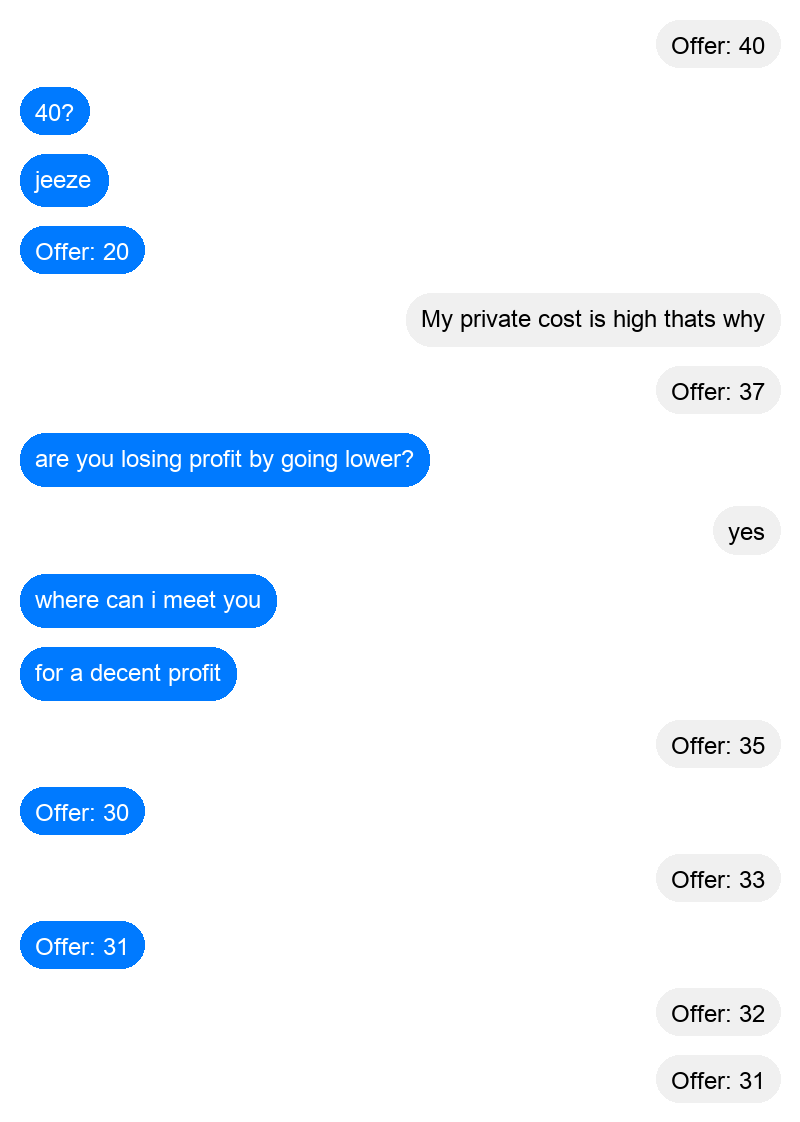 Offer: 40
40?
jeeze
Offer: 20
My private cost is high thats why
Offer: 37
are you losing profit by going lower?
yes
where can i meet you
for a decent profit
Offer: 35
Offer: 30
Offer: 33
Offer: 31
Offer: 32
Offer: 31